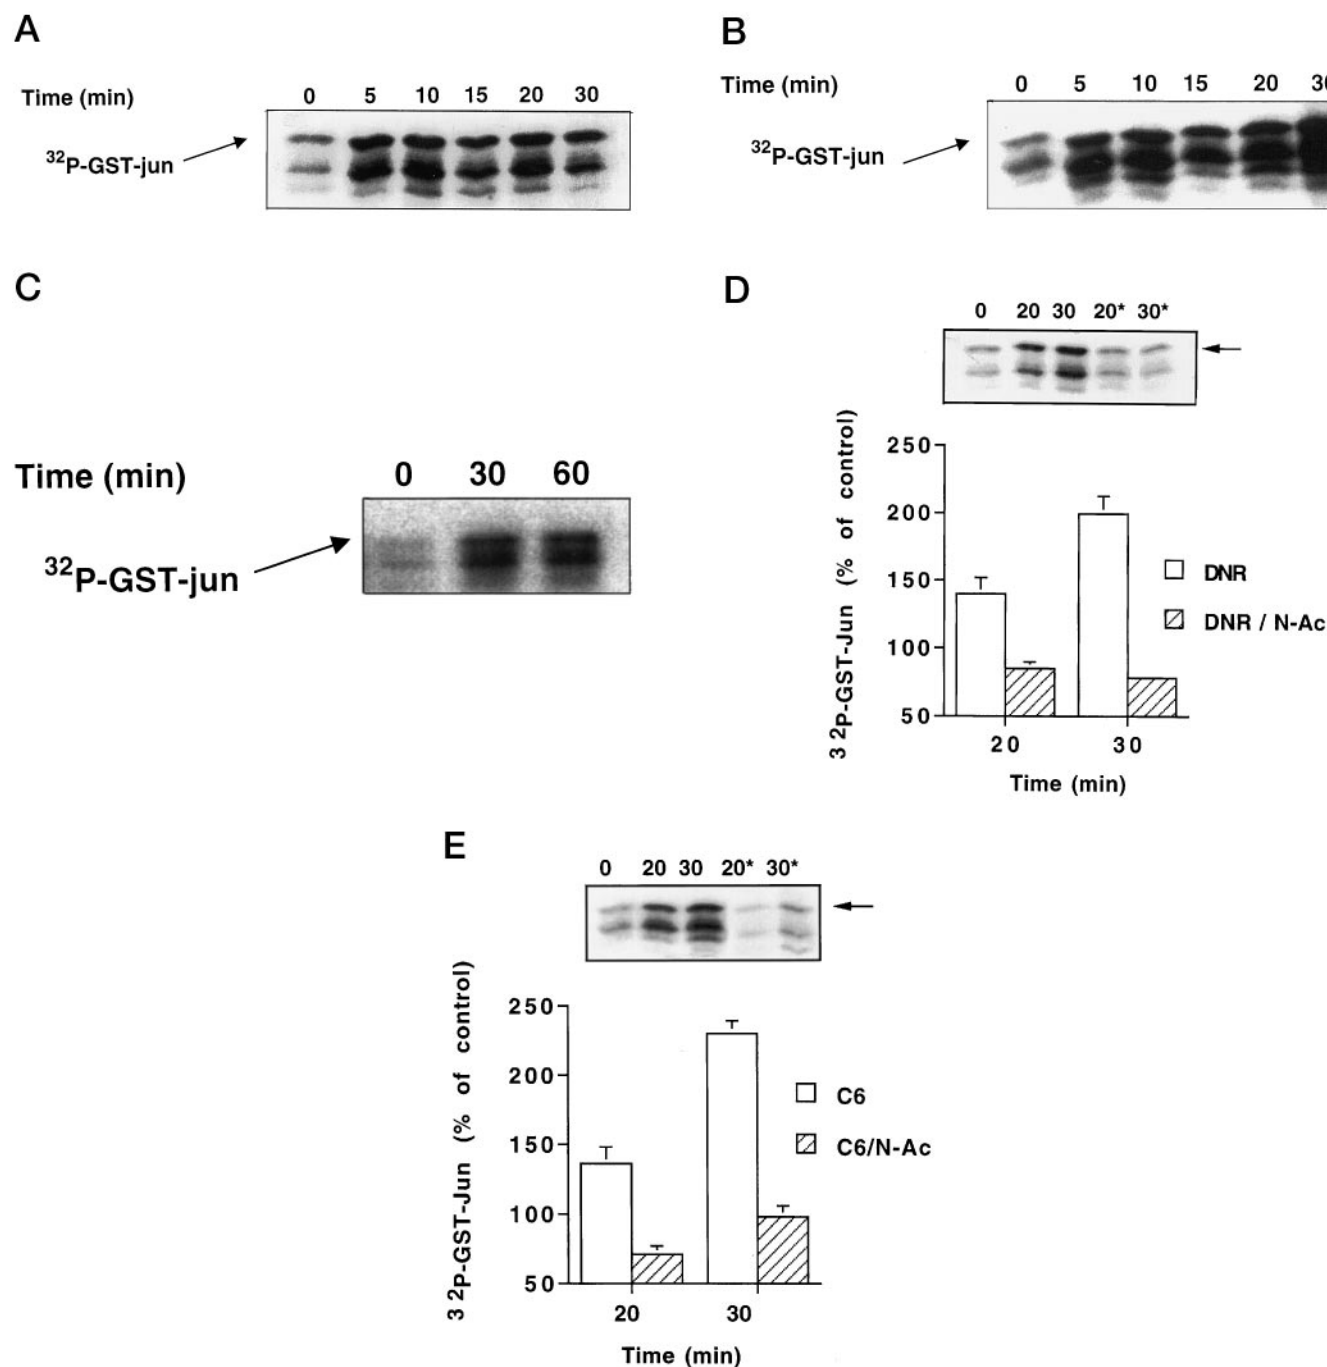 A
Time (min) 0 5 10 15 20 30
32P-GST-jun
B
Time (min) 0 5 10 15 20 30
32P-GST-jun
C
Time (min) 0 30 60
32P-GST-jun
D
0 20 30 20* 30*
32P-GST-Jun (% of control)
250
200
150
100
50
20 30
Time (min)
DNR
DNR / N-Ac
E
0 20 30 20* 30*
32P-GST-Jun (% of control)
250
200
150
100
50
20 30
Time (min)
C6
C6/N-Ac